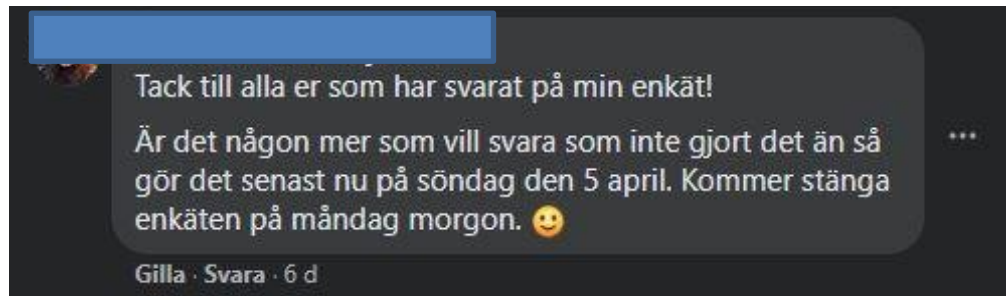 Tack till alla er som har svarat på min enkät!
Är det någon mer som vill svara som inte gjort det än så
gör det senast nu på söndag den 5 april. Kommer stänga
enkäten på måndag morgon. 🙂
Gilla · Svara · 6 d